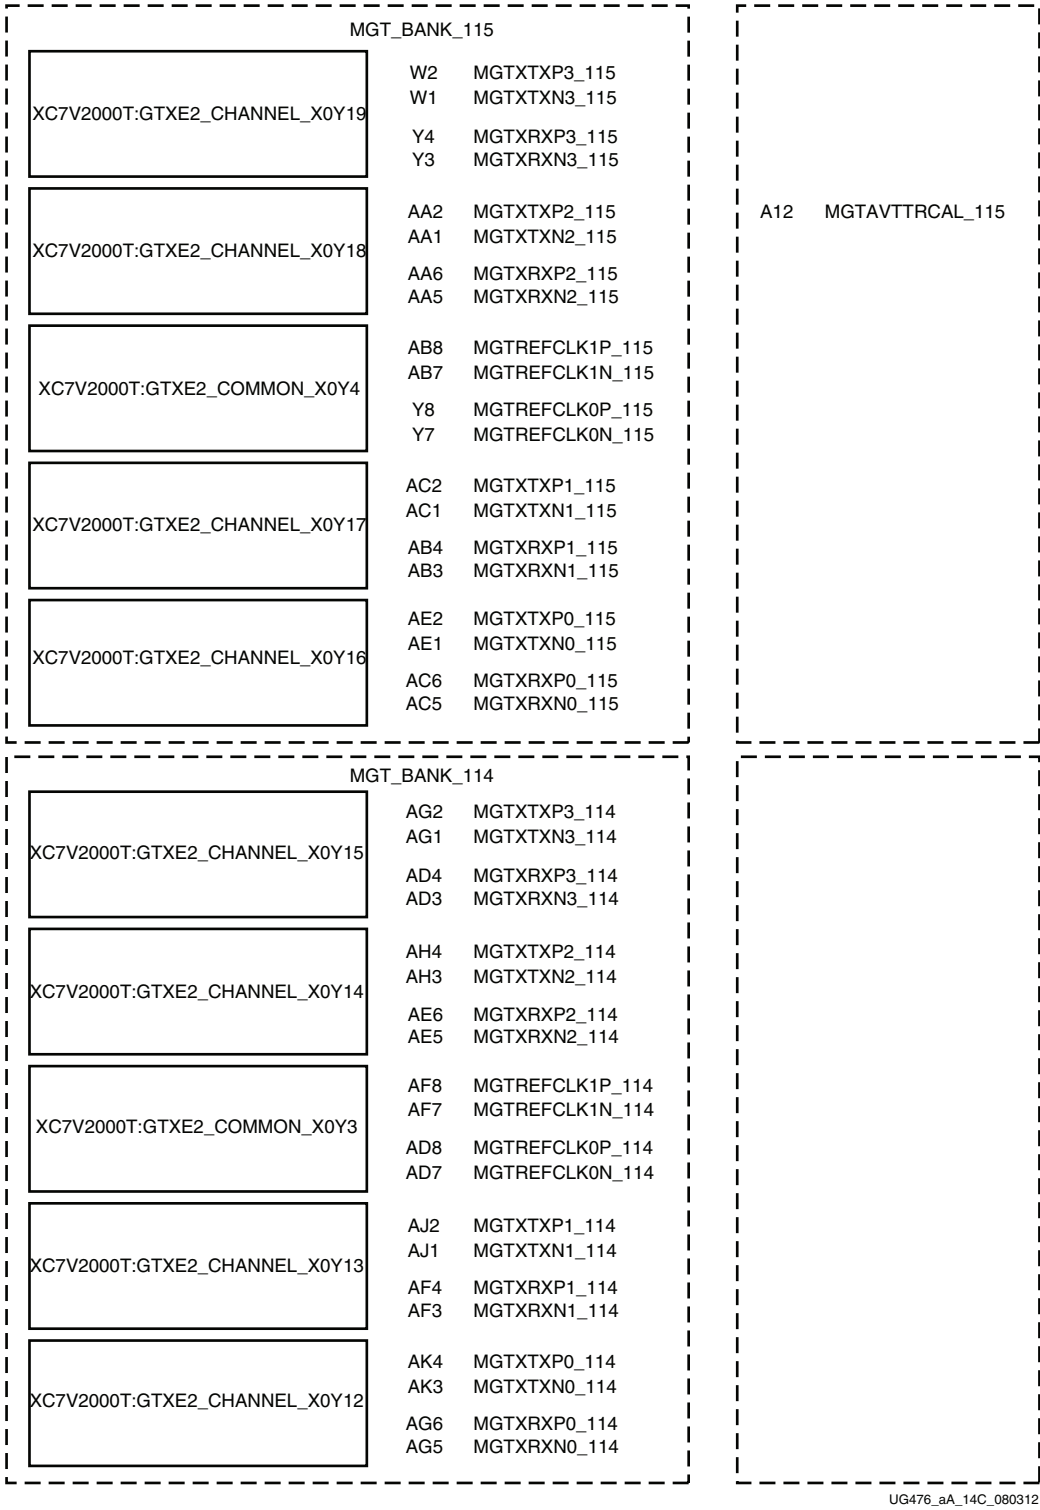 MGT_BANK_115
XC7V2000T:GTXE2_CHANNEL_X0Y19
W2 MGTXTXP3_115
W1 MGTXTXN3_115
Y4 MGTXRXP3_115
Y3 MGTXRXN3_115
XC7V2000T:GTXE2_CHANNEL_X0Y18
AA2 MGTXTXP2_115
AA1 MGTXTXN2_115
AA6 MGTXRXP2_115
AA5 MGTXRXN2_115
XC7V2000T:GTXE2_COMMON_X0Y4
AB8 MGTREFCLK1P_115
AB7 MGTREFCLK1N_115
Y8 MGTREFCLK0P_115
Y7 MGTREFCLK0N_115
XC7V2000T:GTXE2_CHANNEL_X0Y17
AC2 MGTXTXP1_115
AC1 MGTXTXN1_115
AB4 MGTXRXP1_115
AB3 MGTXRXN1_115
XC7V2000T:GTXE2_CHANNEL_X0Y16
AE2 MGTXTXP0_115
AE1 MGTXTXN0_115
AC6 MGTXRXP0_115
AC5 MGTXRXN0_115
A12 MGTAVTTRCAL_115
MGT_BANK_114
XC7V2000T:GTXE2_CHANNEL_X0Y15
AG2 MGTXTXP3_114
AG1 MGTXTXN3_114
AD4 MGTXRXP3_114
AD3 MGTXRXN3_114
XC7V2000T:GTXE2_CHANNEL_X0Y14
AH4 MGTXTXP2_114
AH3 MGTXTXN2_114
AE6 MGTXRXP2_114
AE5 MGTXRXN2_114
XC7V2000T:GTXE2_COMMON_X0Y3
AF8 MGTREFCLK1P_114
AF7 MGTREFCLK1N_114
AD8 MGTREFCLK0P_114
AD7 MGTREFCLK0N_114
XC7V2000T:GTXE2_CHANNEL_X0Y13
AJ2 MGTXTXP1_114
AJ1 MGTXTXN1_114
AF4 MGTXRXP1_114
AF3 MGTXRXN1_114
XC7V2000T:GTXE2_CHANNEL_X0Y12
AK4 MGTXTXP0_114
AK3 MGTXTXN0_114
AG6 MGTXRXP0_114
AG5 MGTXRXN0_114
UG476_aA_14C_080312